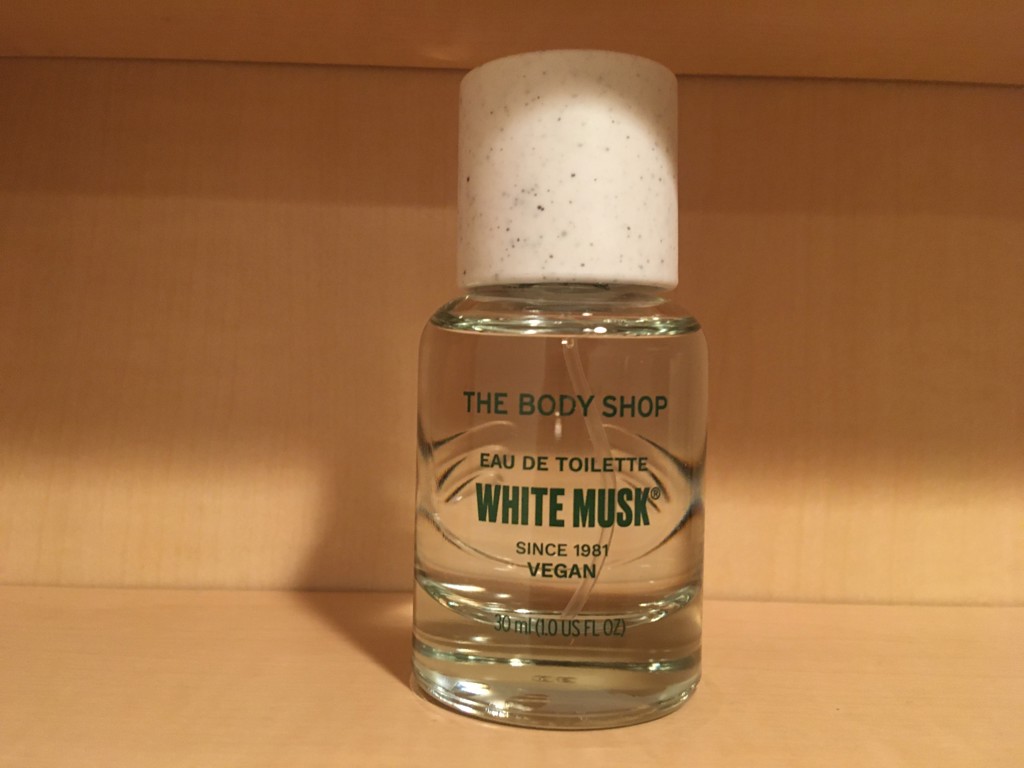 THE BODY SHOP
EAU DE TOILETTE
WHITE MUSK®
SINCE 1981
VEGAN
30 ml (1.0 US FL OZ)